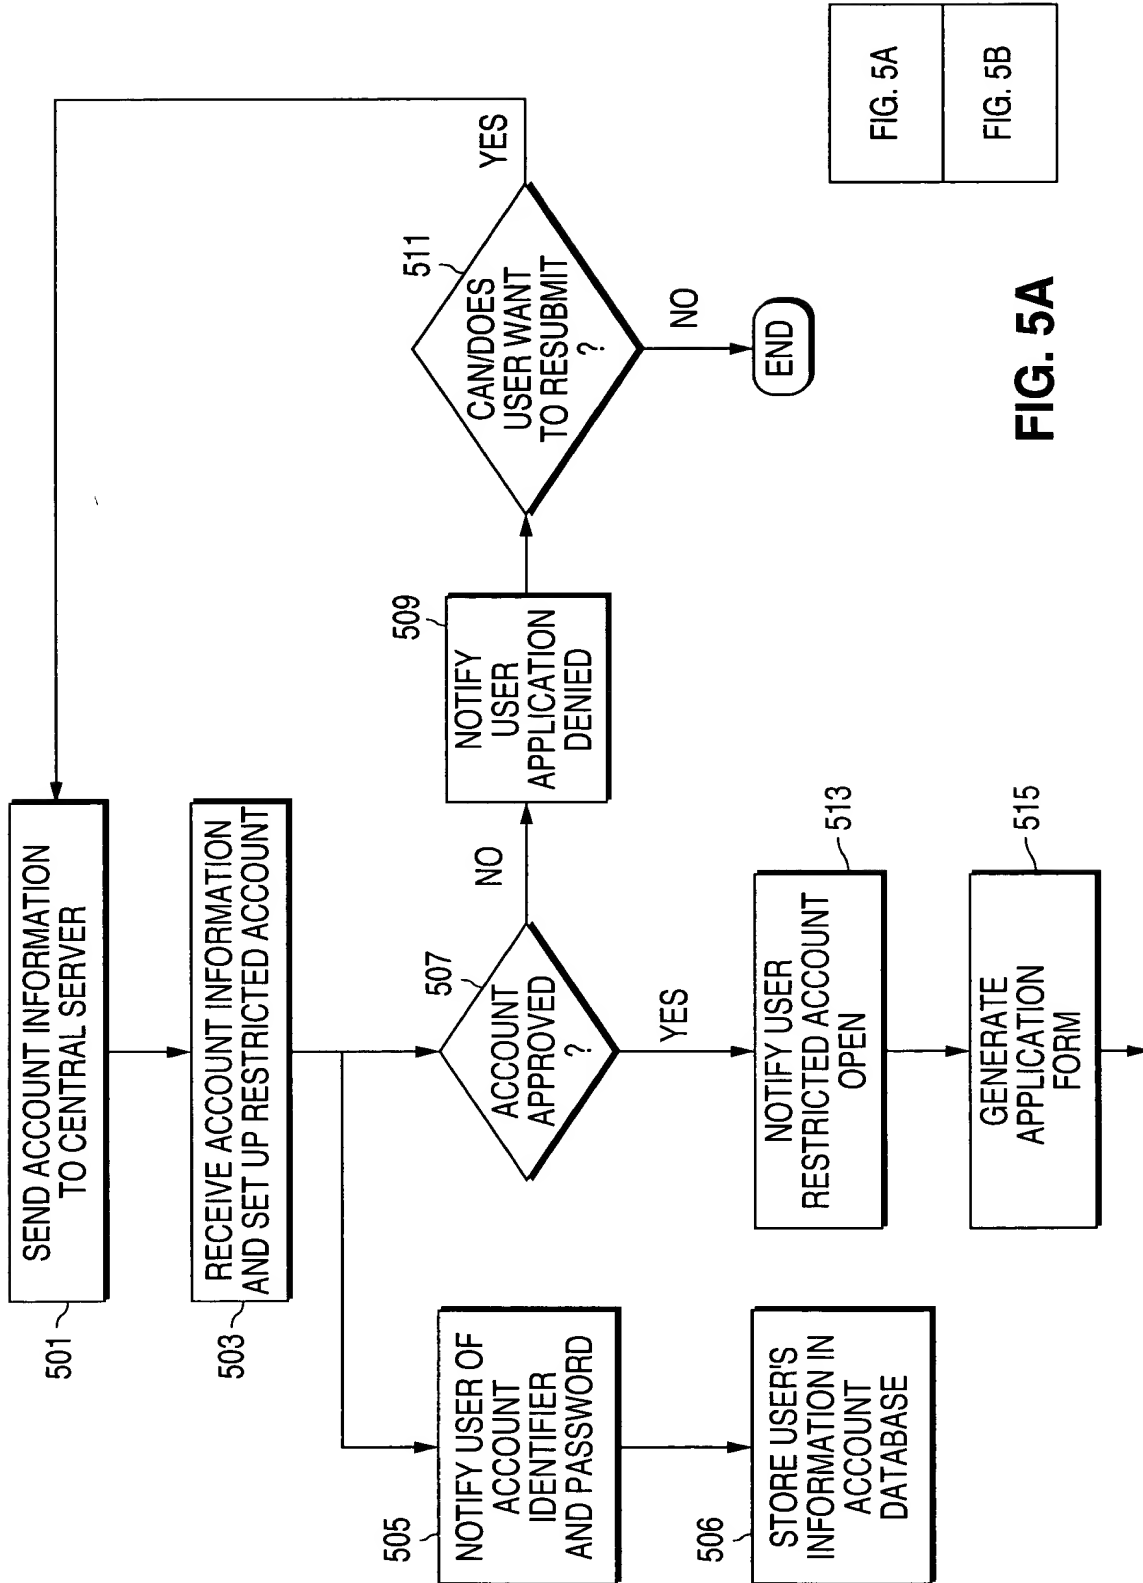 501
SEND ACCOUNT INFORMATION
TO CENTRAL SERVER
503
RECEIVE ACCOUNT INFORMATION
AND SET UP RESTRICTED ACCOUNT
505
NOTIFY USER OF
ACCOUNT
IDENTIFIER
AND PASSWORD
506
STORE USER'S
INFORMATION IN
ACCOUNT
DATABASE
507
ACCOUNT
APPROVED
?
NO
509
NOTIFY
USER
APPLICATION
DENIED
511
CAN/DOES
USER WANT
TO RESUBMIT
?
YES
NO
END
YES
513
NOTIFY USER
RESTRICTED ACCOUNT
OPEN
515
GENERATE
APPLICATION
FORM
FIG. 5A
FIG. 5A
FIG. 5B